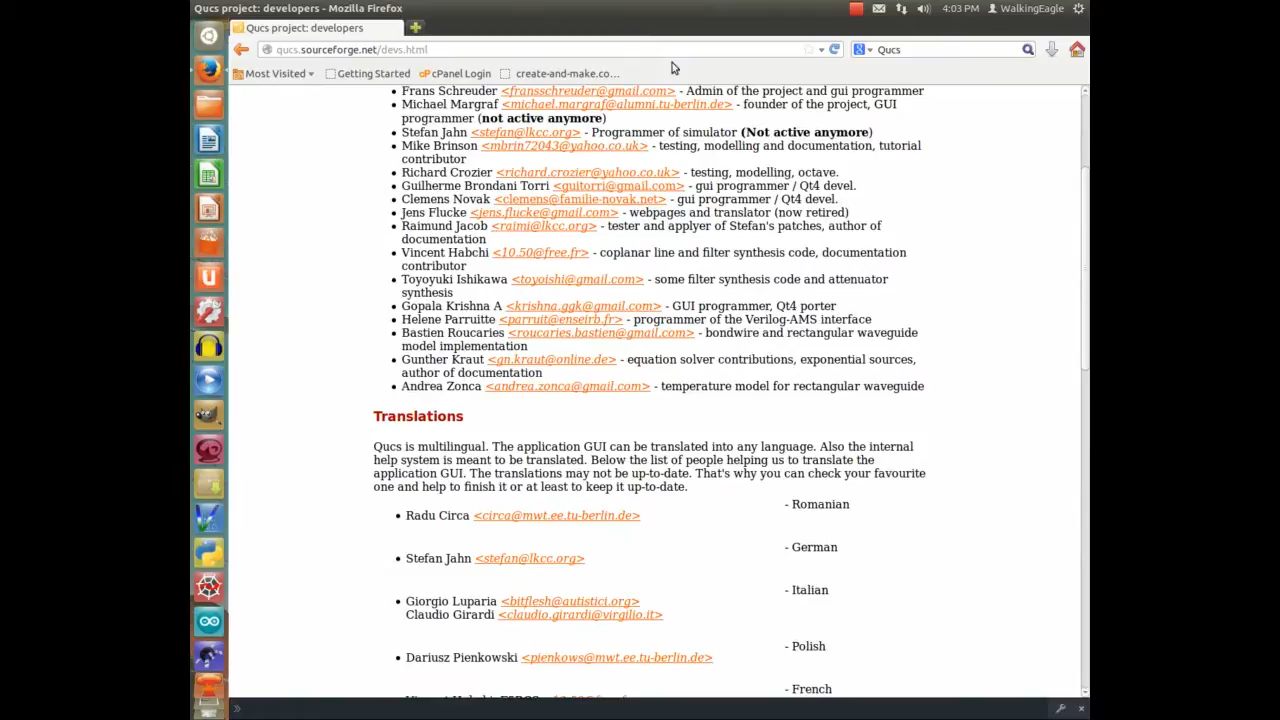 Qucs project: developers - Mozilla Firefox
4:03 PM WalkingEagle
Qucs project: developers
qucs.sourceforge.net/devs.html
Qucs
Most Visited Getting Started cPanel Login create-and-make.co...
Frans Schreuder <fransschreuder@gmail.com> - Admin of the project and gui programmer
Michael Margraf <michael.margraf@alumni.tu-berlin.de> - founder of the project, GUI
programmer (not active anymore)
Stefan Jahn <stefan@lkcc.org> - Programmer of simulator (Not active anymore)
Mike Brinson <mbrin72043@yahoo.co.uk> - testing, modelling and documentation, tutorial
contributor
Richard Crozier <richard.crozier@yahoo.co.uk> - testing, modelling, octave.
Guilherme Brondani Torri <guitorri@gmail.com> - gui programmer / Qt4 devel.
Clemens Novak <clemens@familie-novak.net> - gui programmer / Qt4 devel.
Jens Flucke <jens.flucke@gmail.com> - webpages and translator (now retired)
Raimund Jacob <raimi@lkcc.org> - tester and applyer of Stefan's patches, author of
documentation
Vincent Habchi <10.50@free.fr> - coplanar line and filter synthesis code, documentation
contributor
Toyoyuki Ishikawa <toyoishi@gmail.com> - some filter synthesis code and attenuator
synthesis
Gopala Krishna A <krishna.ggk@gmail.com> - GUI programmer, Qt4 porter
Helene Parruitte <parruit@enseirb.fr> - programmer of the Verilog-AMS interface
Bastien Roucaries <roucaries.bastien@gmail.com> - bondwire and rectangular waveguide
model implementation
Gunther Kraut <gn.kraut@online.de> - equation solver contributions, exponential sources,
author of documentation
Andrea Zonca <andrea.zonca@gmail.com> - temperature model for rectangular waveguide
Translations
Qucs is multilingual. The application GUI can be translated into any language. Also the internal
help system is meant to be translated. Below the list of people helping us to translate the
application GUI. The translations may not be up-to-date. That's why you can check your favourite
one and help to finish it or at least to keep it up-to-date.
- Romanian
Radu Circa <circa@mwt.ee.tu-berlin.de>
- German
Stefan Jahn <stefan@lkcc.org>
- Italian
Giorgio Luparia <bitflesh@autistici.org>
Claudio Girardi <claudio.girardi@virgilio.it>
- Polish
Dariusz Pienkowski <pienkows@mwt.ee.tu-berlin.de>
- French